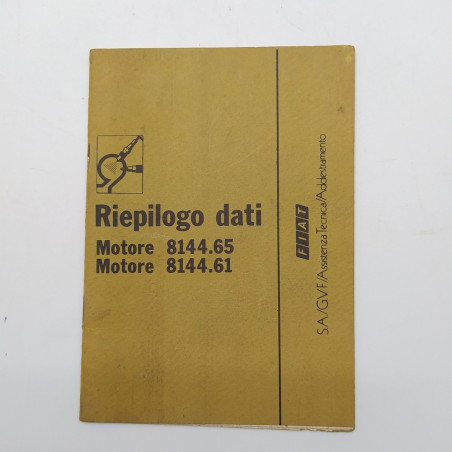 Riepilogo dati
Motore 8144.65
Motore 8144.61
FIAT
SA/GVF/Assistenza Tecnica/Addestramento